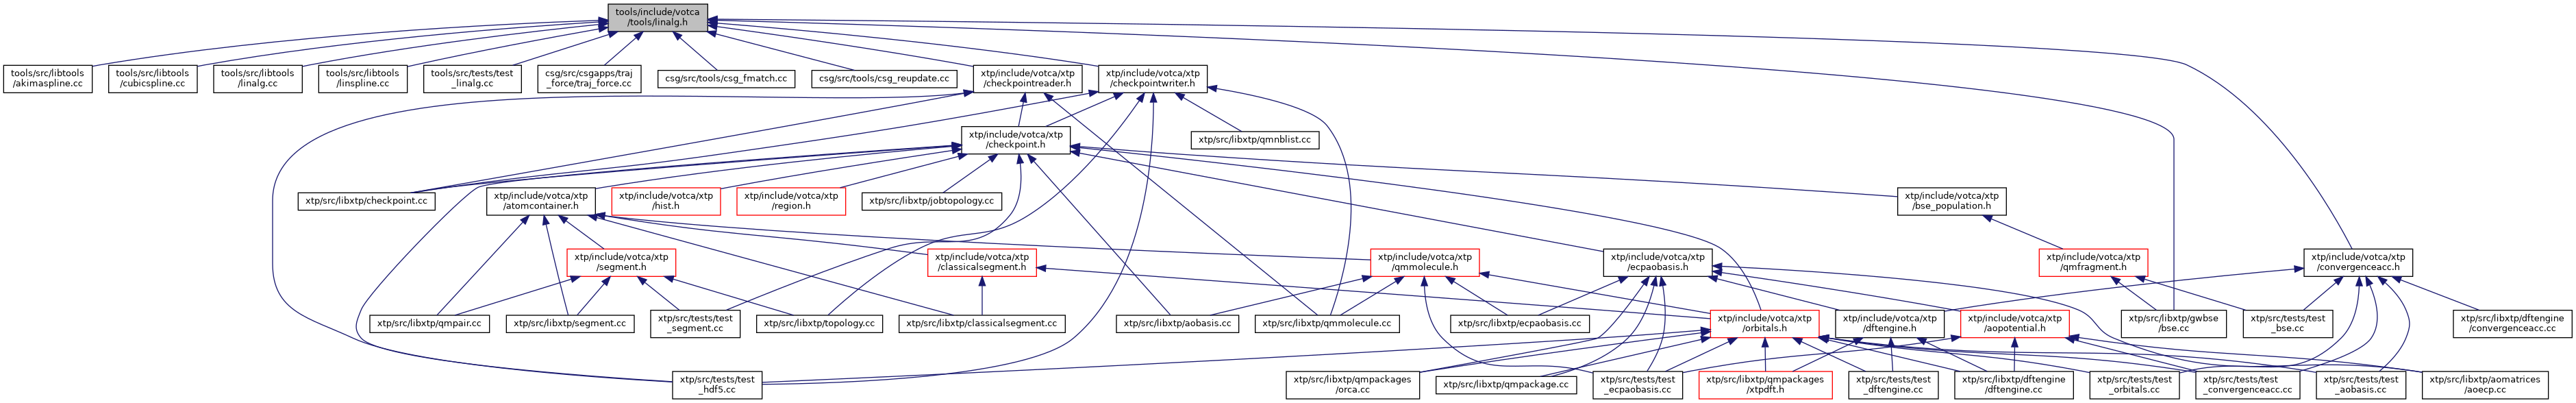 tools/include/votca
/tools/linalg.h
tools/src/libtools
/akimaspline.cc
tools/src/libtools
/cubicspline.cc
tools/src/libtools
/linalg.cc
tools/src/libtools
/linspline.cc
tools/src/tests/test
_linalg.cc
csg/src/csgapps/traj
_force/traj_force.cc
csg/src/tools/csg_fmatch.cc
csg/src/tools/csg_reupdate.cc
xtp/include/votca/xtp
/checkpointreader.h
xtp/include/votca/xtp
/checkpointwriter.h
xtp/include/votca/xtp
/checkpoint.h
xtp/src/libxtp/qmnblist.cc
xtp/src/libxtp/checkpoint.cc
xtp/include/votca/xtp
/atomcontainer.h
xtp/include/votca/xtp
/hist.h
xtp/include/votca/xtp
/region.h
xtp/src/libxtp/jobtopology.cc
xtp/include/votca/xtp
/bse_population.h
xtp/include/votca/xtp
/segment.h
xtp/include/votca/xtp
/classicalsegment.h
xtp/include/votca/xtp
/qmmolecule.h
xtp/include/votca/xtp
/ecpaobasis.h
xtp/include/votca/xtp
/qmfragment.h
xtp/include/votca/xtp
/convergenceacc.h
xtp/src/libxtp/qmpair.cc
xtp/src/libxtp/segment.cc
xtp/src/tests/test
_segment.cc
xtp/src/libxtp/topology.cc
xtp/src/libxtp/classicalsegment.cc
xtp/src/libxtp/aobasis.cc
xtp/src/libxtp/qmmolecule.cc
xtp/src/libxtp/ecpaobasis.cc
xtp/include/votca/xtp
/orbitals.h
xtp/include/votca/xtp
/dftengine.h
xtp/include/votca/xtp
/aopotential.h
xtp/src/libxtp/gwbse
/bse.cc
xtp/src/tests/test
_bse.cc
xtp/src/libxtp/dftengine
/convergenceacc.cc
xtp/src/tests/test
_hdf5.cc
xtp/src/libxtp/qmpackages
/orca.cc
xtp/src/libxtp/qmpackage.cc
xtp/src/tests/test
_ecpaobasis.cc
xtp/src/libxtp/qmpackages
/xtpdft.h
xtp/src/tests/test
_dftengine.cc
xtp/src/libxtp/dftengine
/dftengine.cc
xtp/src/tests/test
_orbitals.cc
xtp/src/tests/test
_convergenceacc.cc
xtp/src/tests/test
_aobasis.cc
xtp/src/libxtp/aomatrices
/aoecp.cc